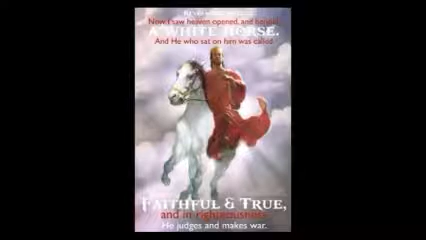 Now I saw heaven opened, and behold,
A WHITE HORSE.
And He who sat on him was called
FAITHFUL & TRUE,
and in righteousness
He judges and makes war.